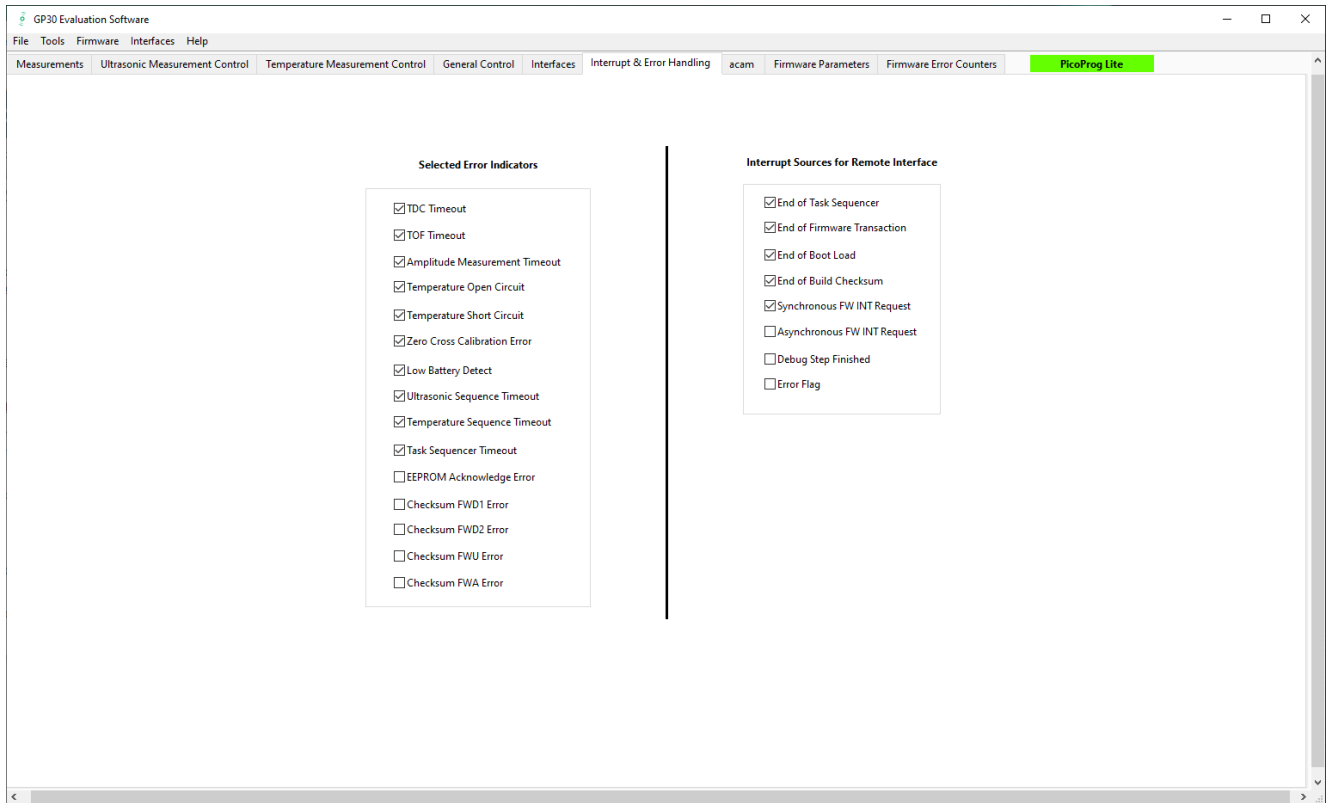 GP30 Evaluation Software
File Tools Firmware Interfaces Help
Measurements Ultrasonic Measurement Control Temperature Measurement Control General Control Interfaces Interrupt & Error Handling acam Firmware Parameters Firmware Error Counters PicoProg Lite
Selected Error Indicators
TDC Timeout
TOF Timeout
Amplitude Measurement Timeout
Temperature Open Circuit
Temperature Short Circuit
Zero Cross Calibration Error
Low Battery Detect
Ultrasonic Sequence Timeout
Temperature Sequence Timeout
Task Sequencer Timeout
EEPROM Acknowledge Error
Checksum FWD1 Error
Checksum FWD2 Error
Checksum FWU Error
Checksum FWA Error
Interrupt Sources for Remote Interface
End of Task Sequencer
End of Firmware Transaction
End of Boot Load
End of Build Checksum
Synchronous FW INT Request
Asynchronous FW INT Request
Debug Step Finished
Error Flag